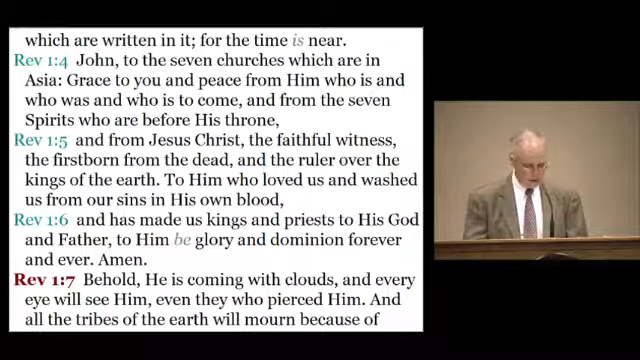 which are written in it; for the time is near.
Rev 1:4 John, to the seven churches which are in
Asia: Grace to you and peace from Him who is and
who was and who is to come, and from the seven
Spirits who are before His throne,
Rev 1:5 and from Jesus Christ, the faithful witness,
the firstborn from the dead, and the ruler over the
kings of the earth. To Him who loved us and washed
us from our sins in His own blood,
Rev 1:6 and has made us kings and priests to His God
and Father, to Him be glory and dominion forever
and ever. Amen.
Rev 1:7 Behold, He is coming with clouds, and every
eye will see Him, even they who pierced Him. And
all the tribes of the earth will mourn because of